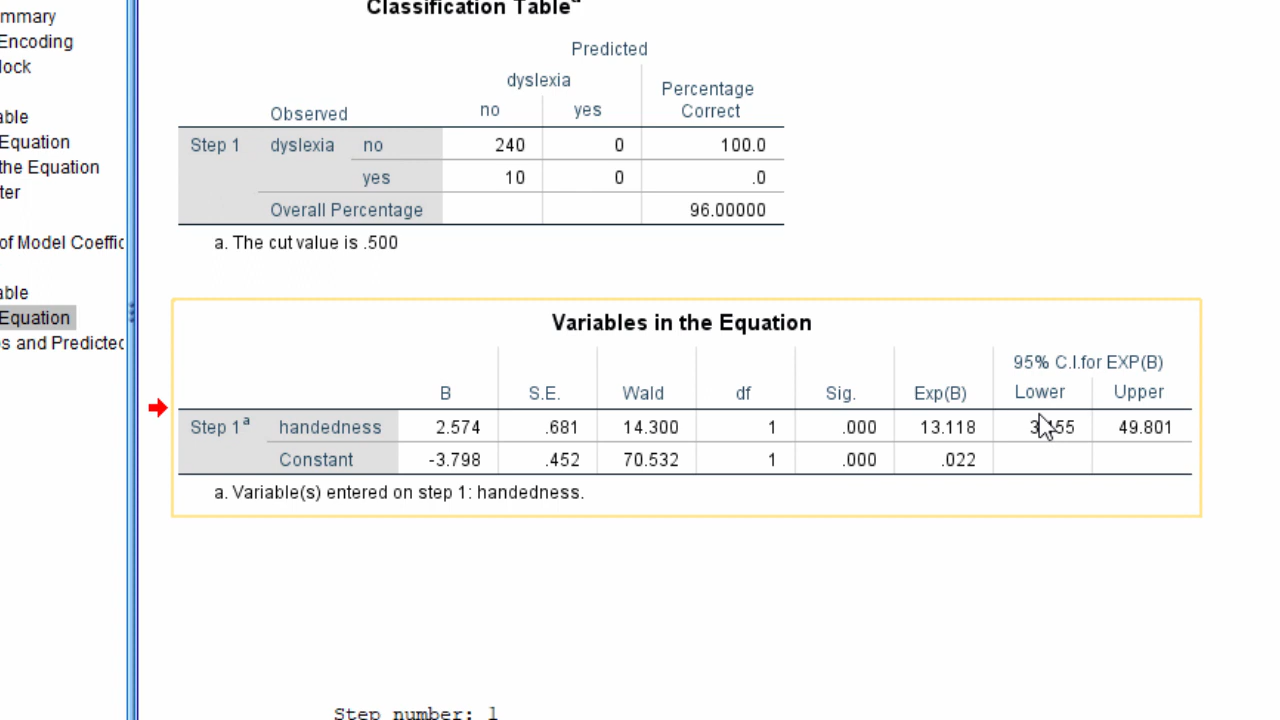 mmary
Encoding
lock
able
Equation
the Equation
ter
of Model Coeffic
able
Equation
s and Predicted
Classification Tableᵃ
Predicted
dyslexia
Percentage
Correct
Observed
no
yes
Step 1
dyslexia
no
240
0
100.0
yes
10
0
.0
Overall Percentage
96.00000
a. The cut value is .500
Variables in the Equation
95% C.I.for EXP(B)
B
S.E.
Wald
df
Sig.
Exp(B)
Lower
Upper
Step 1ᵃ
handedness
2.574
.681
14.300
1
.000
13.118
49.801
Constant
-3.798
.452
70.532
1
.000
.022
a. Variable(s) entered on step 1: handedness.
Step number: 1